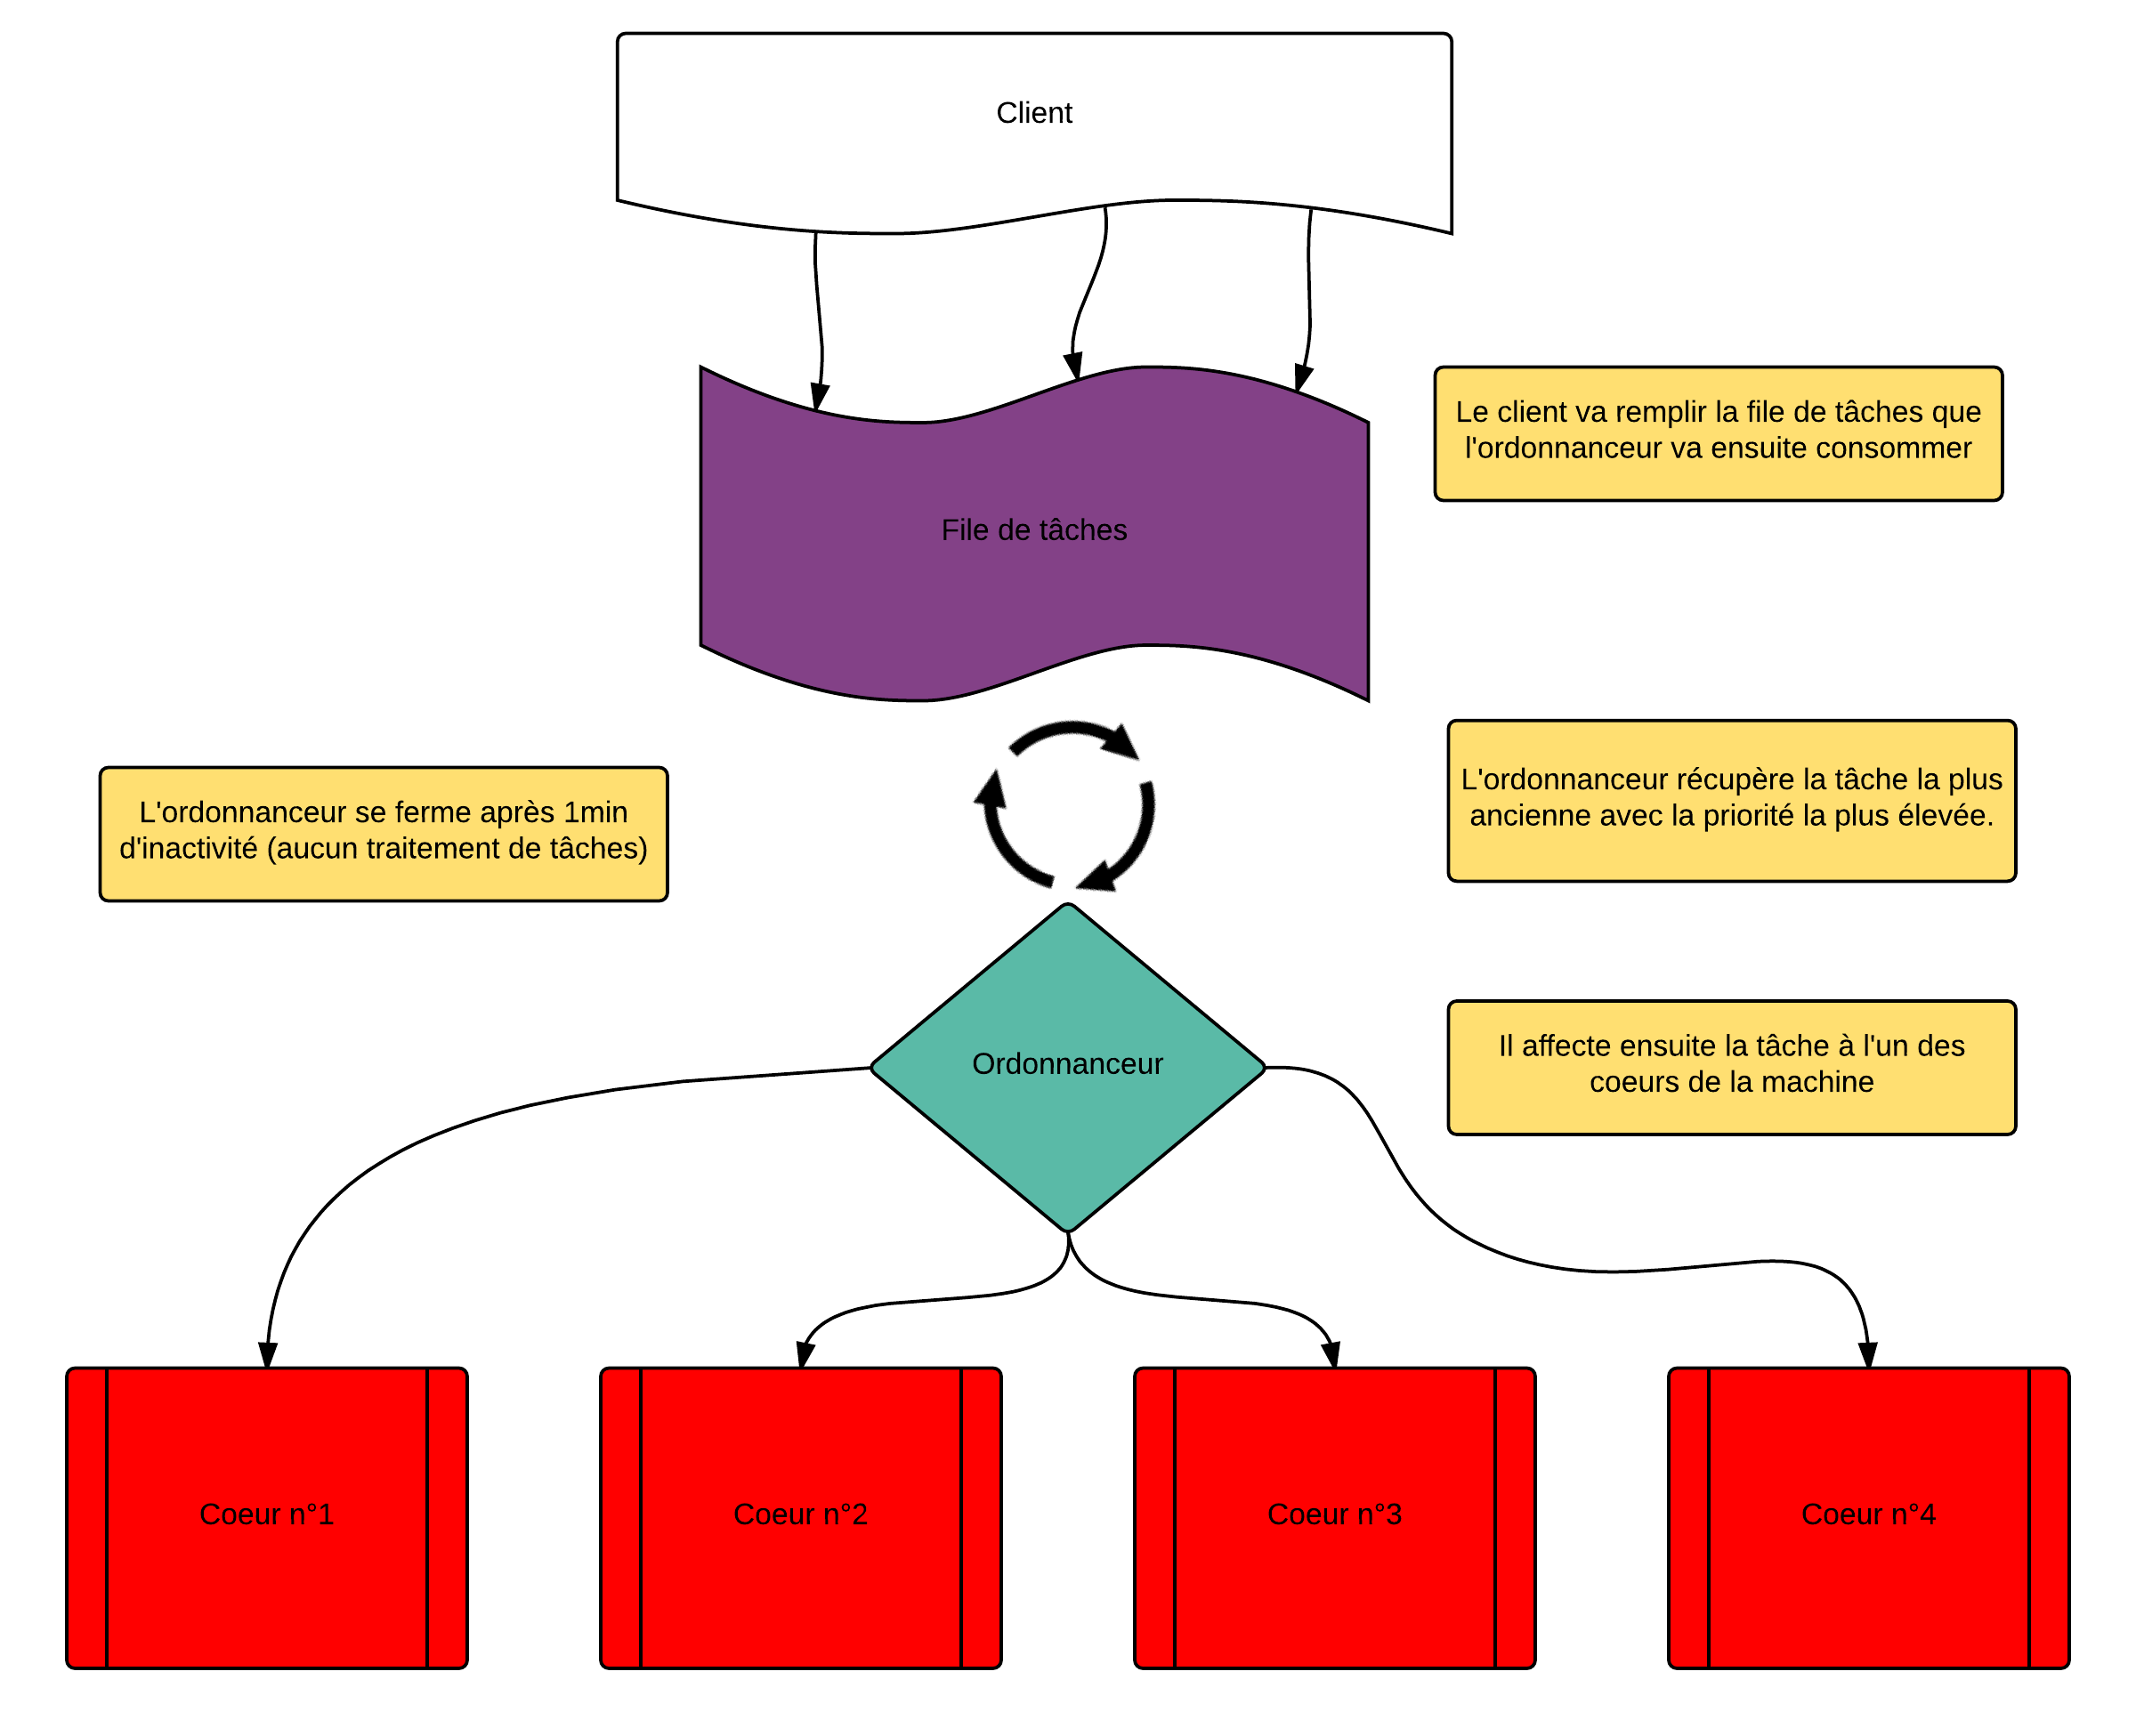 Client
Le client va remplir la file de tâches que
l'ordonnanceur va ensuite consommer
File de tâches
L'ordonnanceur récupère la tâche la plus
ancienne avec la priorité la plus élevée.
L'ordonnanceur se ferme après 1min
d'inactivité (aucun traitement de tâches)
Il affecte ensuite la tâche à l'un des
coeurs de la machine
Ordonnanceur
Coeur n°1
Coeur n°2
Coeur n°3
Coeur n°4